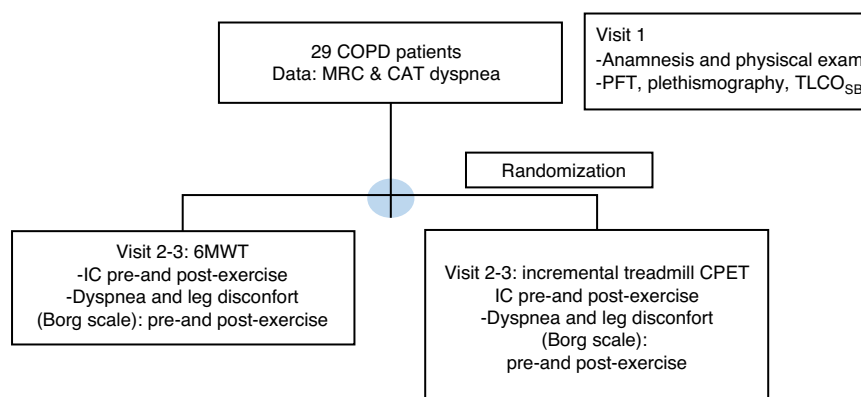 29 COPD patients
Data: MRC & CAT dyspnea
Visit 1
-Anamnesis and physiscal exam
-PFT, plethismography, TLCO_SB
Randomization
Visit 2-3: 6MWT
-IC pre-and post-exercise
-Dyspnea and leg disconfort
(Borg scale): pre-and post-exercise
Visit 2-3: incremental treadmill CPET
IC pre-and post-exercise
-Dyspnea and leg disconfort
(Borg scale):
pre-and post-exercise